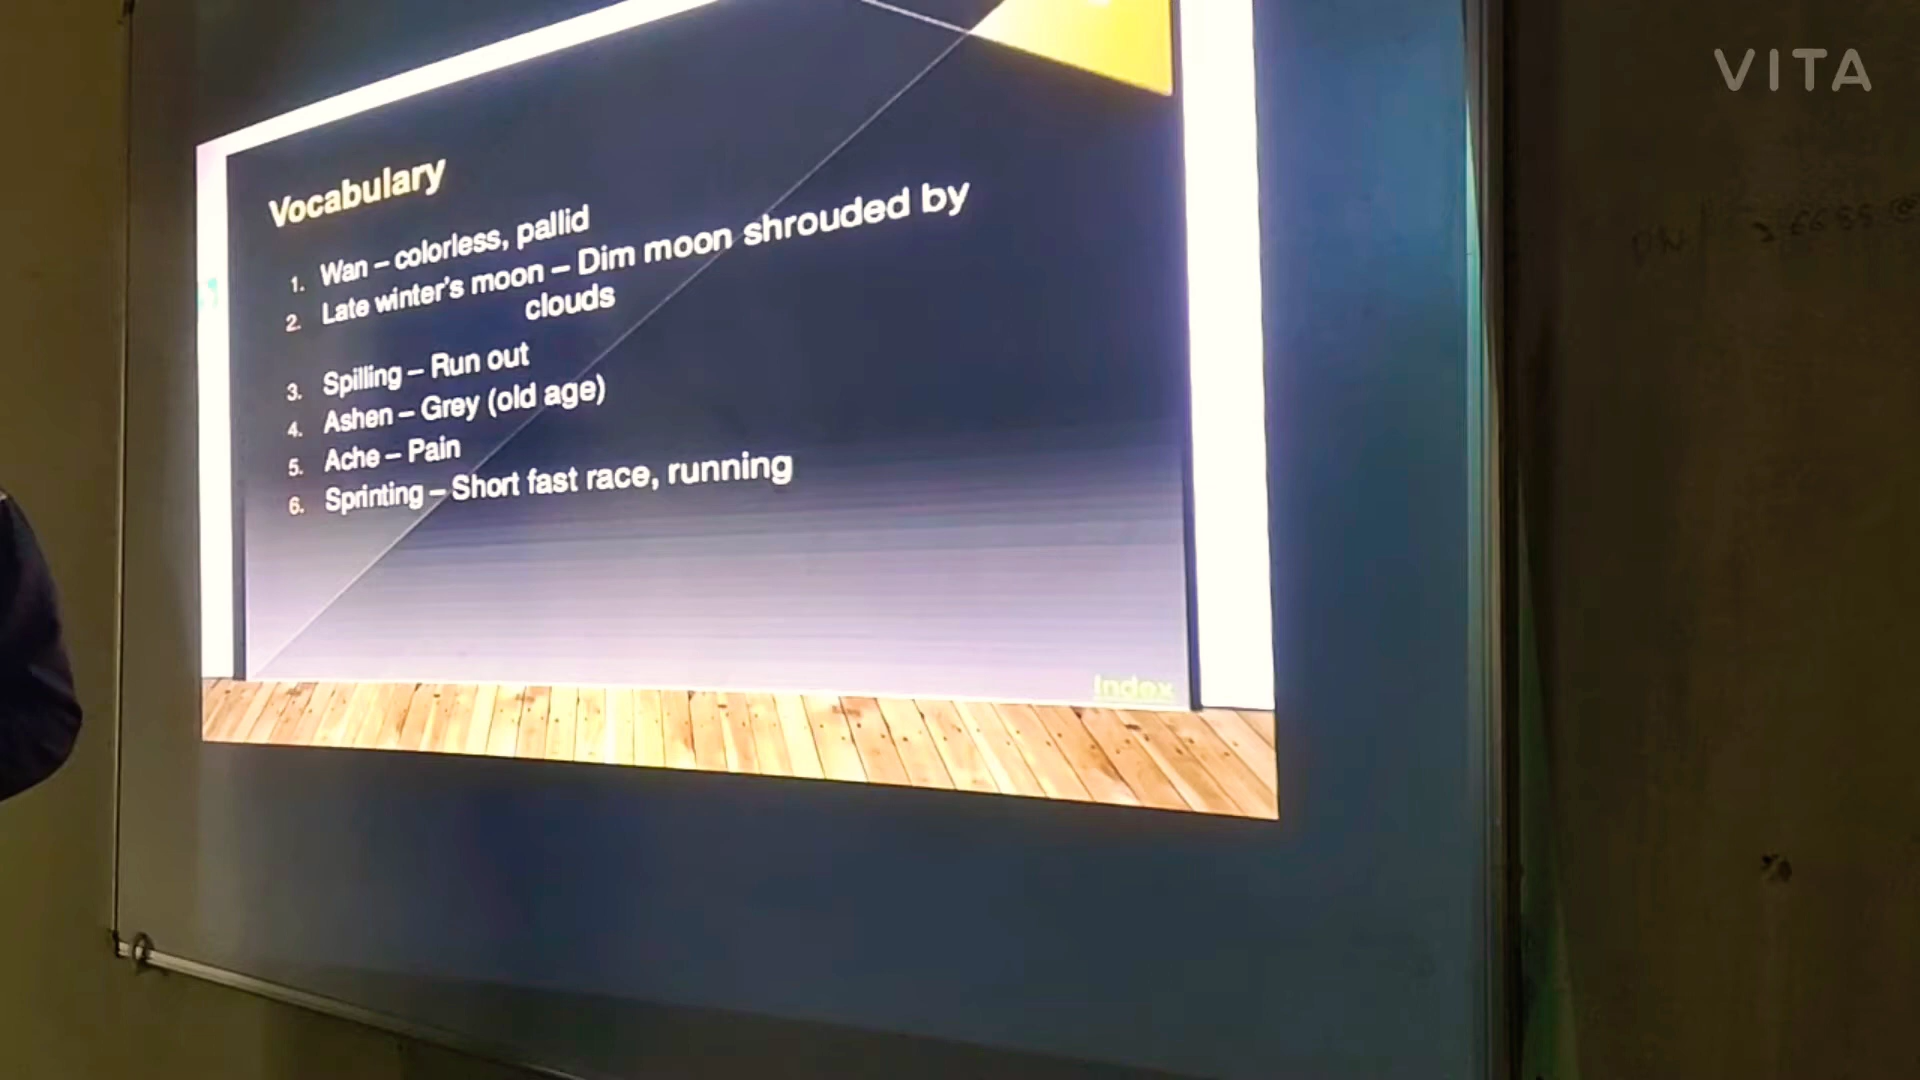 VITA
Vocabulary
1. Wan – colorless, pallid
2. Late winter's moon – Dim moon shrouded by
clouds
3. Spilling – Run out
4. Ashen – Grey (old age)
5. Ache – Pain
6. Sprinting – Short fast race, running
Index